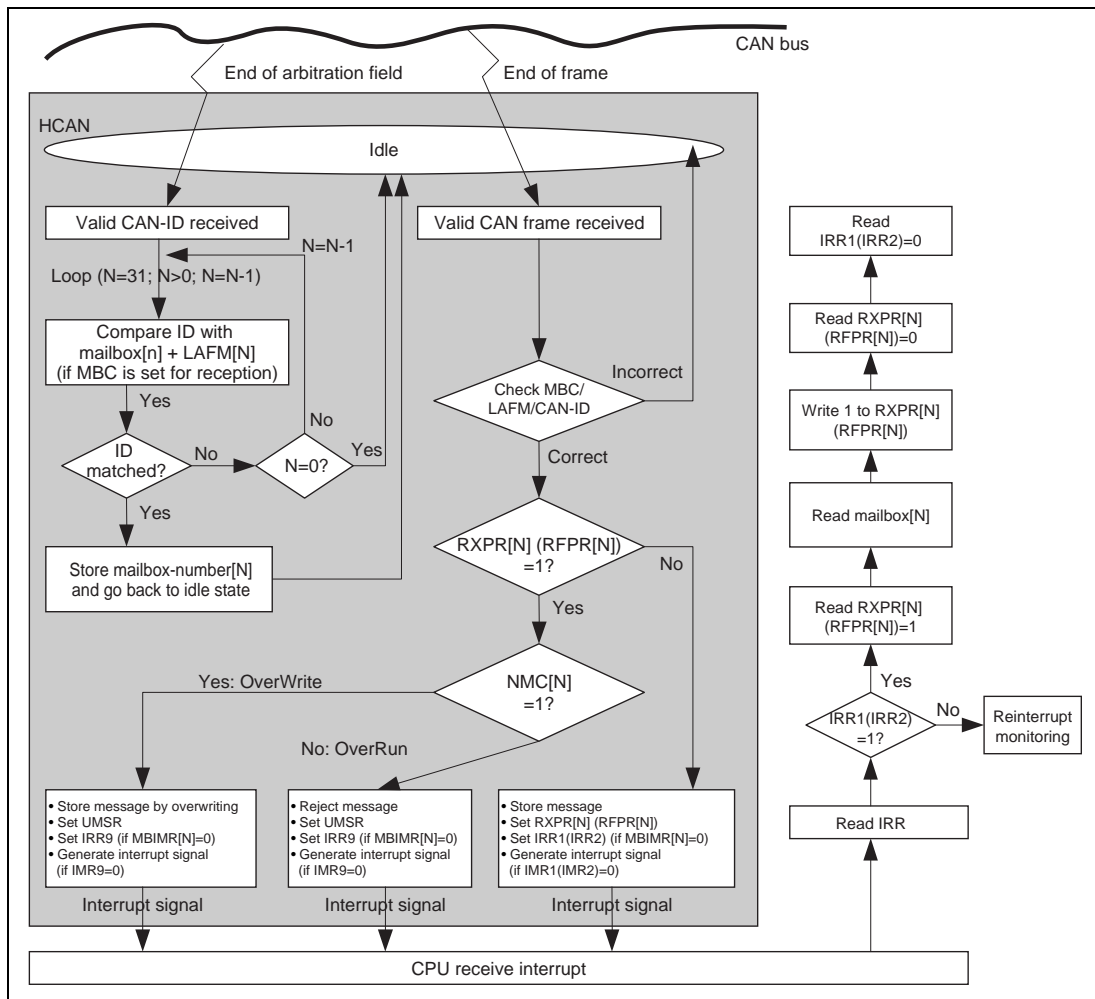 CAN bus
End of arbitration field
End of frame
HCAN
Idle
Valid CAN-ID received
Valid CAN frame received
N=N-1
Loop (N=31; N>0; N=N-1)
Compare ID with
mailbox[n] + LAFM[N]
(if MBC is set for reception)
Yes
No
ID
matched?
No
N=0?
Yes
Yes
Store mailbox-number[N]
and go back to idle state
Check MBC/
LAFM/CAN-ID
Incorrect
Correct
RXPR[N] (RFPR[N])
=1?
No
Yes
NMC[N]
=1?
Yes: OverWrite
No: OverRun
• Store message by overwriting
• Set UMSR
• Set IRR9 (if MBIMR[N]=0)
• Generate interrupt signal
(if IMR9=0)
• Reject message
• Set UMSR
• Set IRR9 (if MBIMR[N]=0)
• Generate interrupt signal
(if IMR9=0)
• Store message
• Set RXPR[N] (RFPR[N])
• Set IRR1(IRR2) (if MBIMR[N]=0)
• Generate interrupt signal
(if IMR1(IMR2)=0)
Interrupt signal
Interrupt signal
Interrupt signal
CPU receive interrupt
Read
IRR1(IRR2)=0
Read RXPR[N]
(RFPR[N])=0
Write 1 to RXPR[N]
(RFPR[N])
Read mailbox[N]
Read RXPR[N]
(RFPR[N])=1
Yes
IRR1(IRR2)
=1?
No
Reinterrupt
monitoring
Read IRR